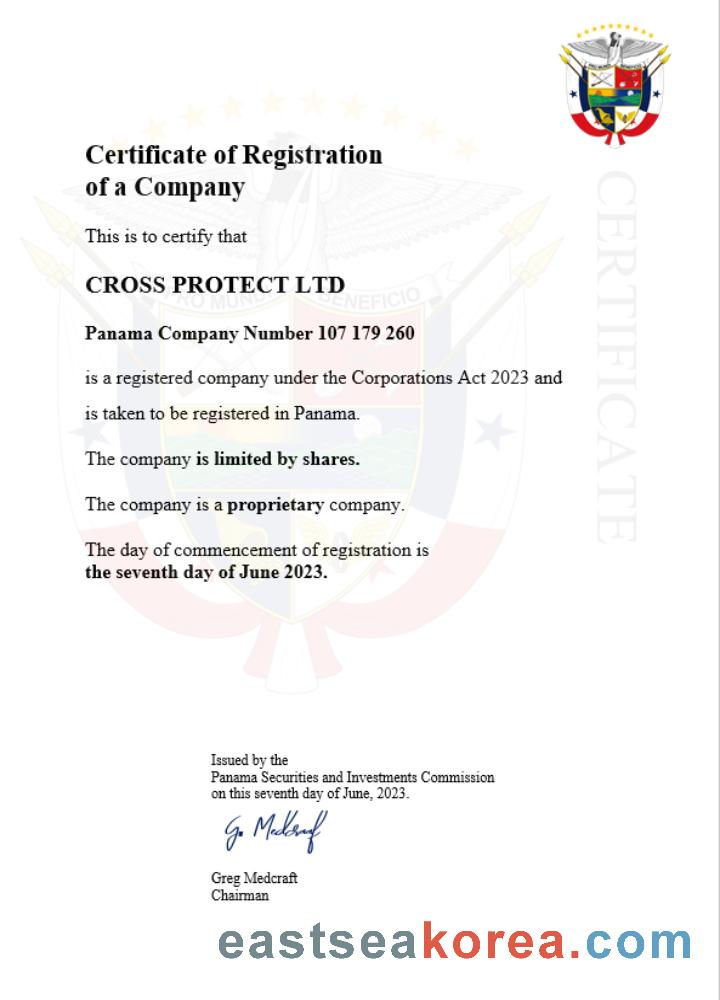 PRO MUNDI BENEFICIO
CERTIFICATE
Certificate of Registration
of a Company
This is to certify that
CROSS PROTECT LTD
PRO MUNDI BENEFICIO
Panama Company Number 107 179 260
is a registered company under the Corporations Act 2023 and
is taken to be registered in Panama.
The company is limited by shares.
The company is a proprietary company.
The day of commencement of registration is
the seventh day of June 2023.
Issued by the
Panama Securities and Investments Commission
on this seventh day of June, 2023.
G. Medcraf
Greg Medcraft
Chairman
eastseakorea.com